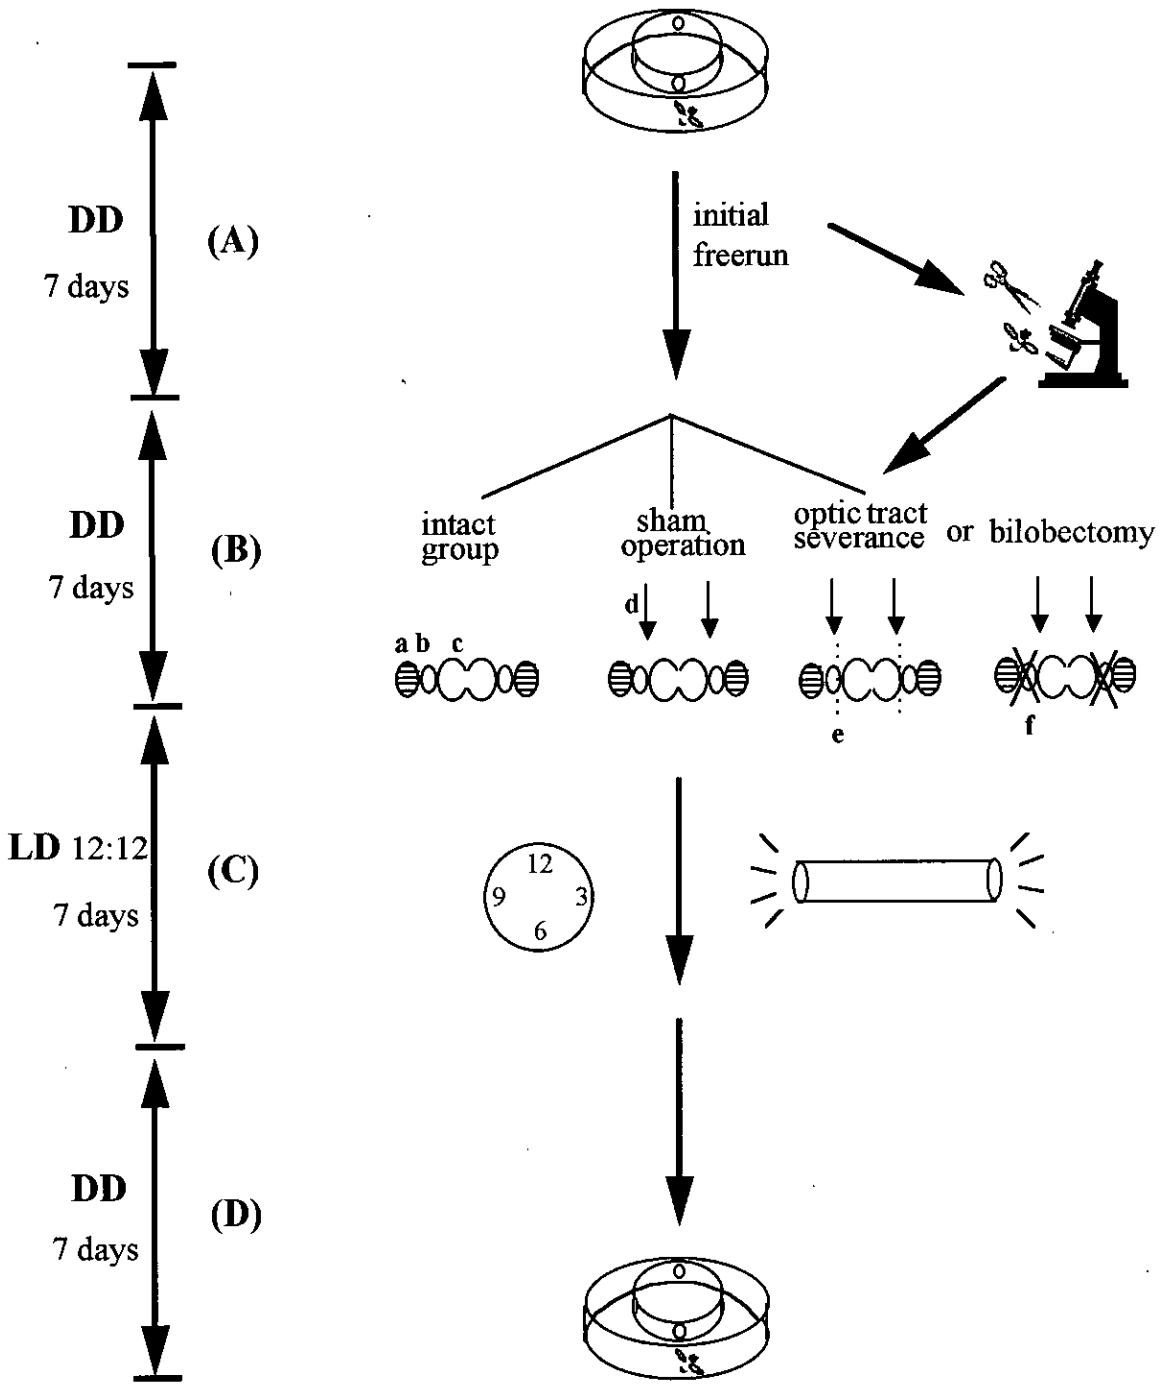 DD
7 days
(A)
initial
freerun
DD
7 days
(B)
intact
group
sham
operation
optic tract
severance
or bilobectomy
d
a b c
e
f
LD 12:12
7 days
(C)
12
9 3
6
DD
7 days
(D)